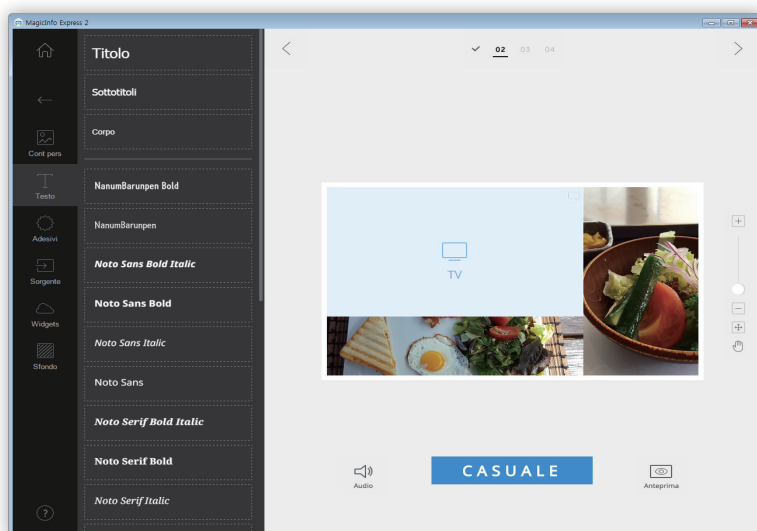 MagicInfo Express 2
Titolo
Sottotitoli
Corpo
NanumBarunpen Bold
NanumBarunpen
Noto Sans Bold Italic
Noto Sans Bold
Noto Sans Italic
Noto Sans
Noto Serif Bold Italic
Noto Serif Bold
Noto Serif Italic
Cont pers
Testo
Adesivi
Sorgente
Widgets
Sfondo
?
02 03 04
TV
Audio
CASUALE
Anteprima